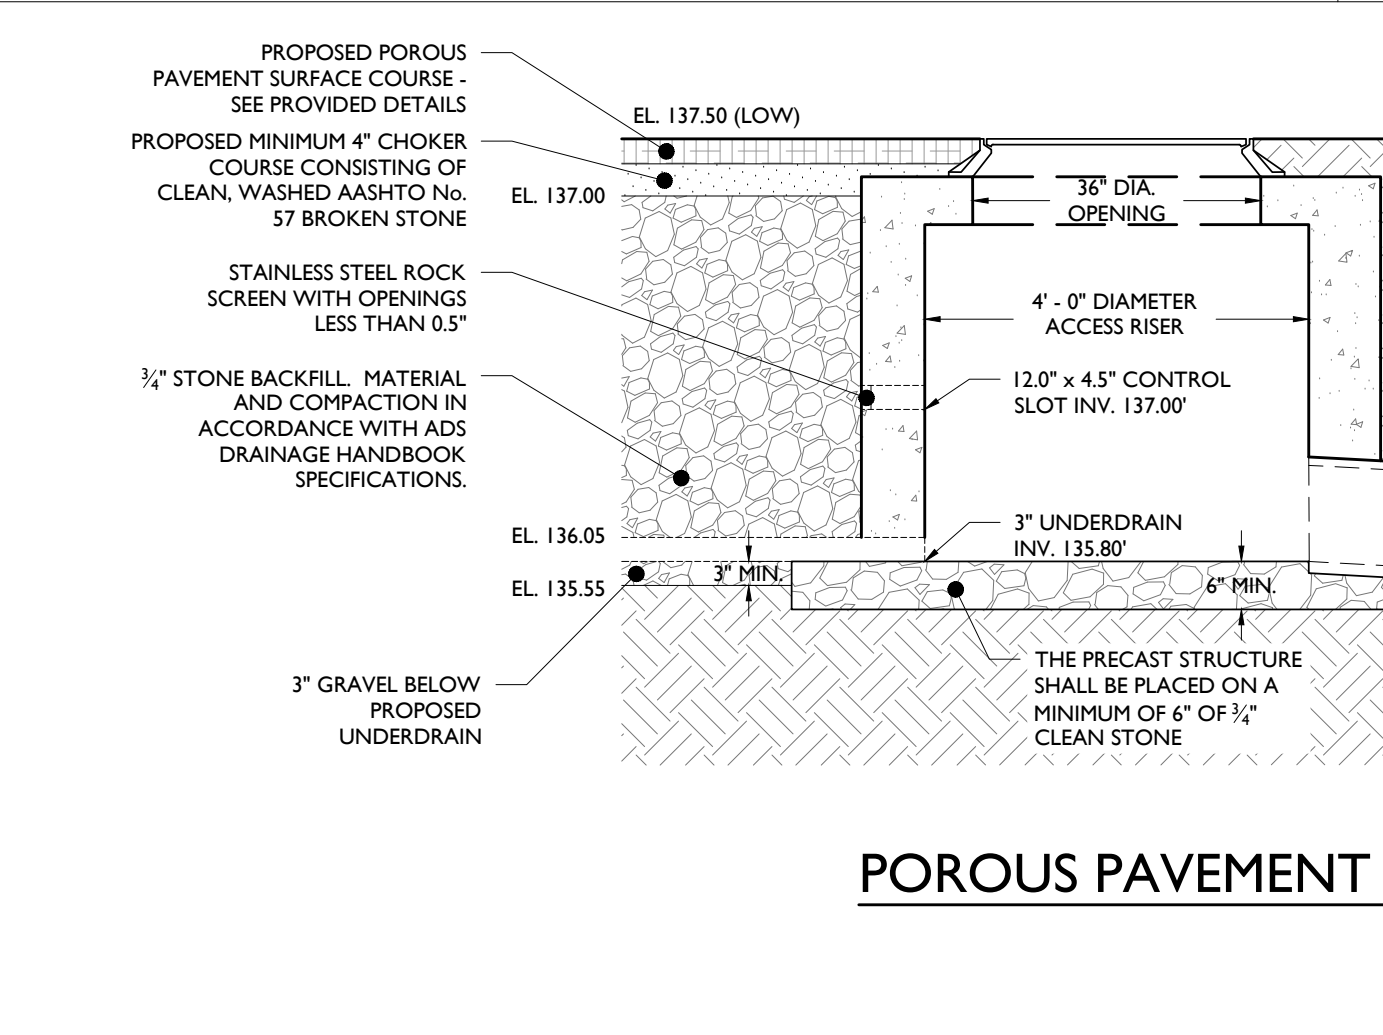 PROPOSED POROUS
PAVEMENT SURFACE COURSE -
SEE PROVIDED DETAILS
EL. 137.50 (LOW)
PROPOSED MINIMUM 4" CHOKER
COURSE CONSISTING OF
CLEAN, WASHED AASHTO No.
57 BROKEN STONE
EL. 137.00
36" DIA.
OPENING
STAINLESS STEEL ROCK
SCREEN WITH OPENINGS
LESS THAN 0.5"
4' - 0" DIAMETER
ACCESS RISER
¾" STONE BACKFILL. MATERIAL
AND COMPACTION IN
ACCORDANCE WITH ADS
DRAINAGE HANDBOOK
SPECIFICATIONS.
12.0" x 4.5" CONTROL
SLOT INV. 137.00'
EL. 136.05
3" UNDERDRAIN
INV. 135.80'
3" MIN.
EL. 135.55
6" MIN.
3" GRAVEL BELOW
PROPOSED
UNDERDRAIN
THE PRECAST STRUCTURE
SHALL BE PLACED ON A
MINIMUM OF 6" OF ¾"
CLEAN STONE
POROUS PAVEMENT